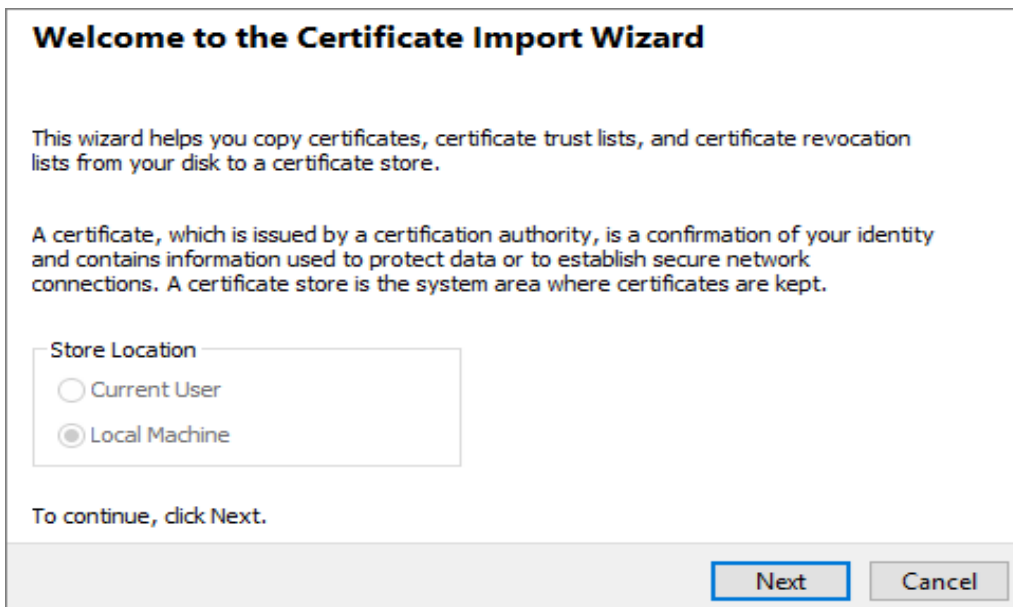 Welcome to the Certificate Import Wizard
This wizard helps you copy certificates, certificate trust lists, and certificate revocation
lists from your disk to a certificate store.
A certificate, which is issued by a certification authority, is a confirmation of your identity
and contains information used to protect data or to establish secure network
connections. A certificate store is the system area where certificates are kept.
Store Location
Current User
Local Machine
To continue, click Next.
Next Cancel